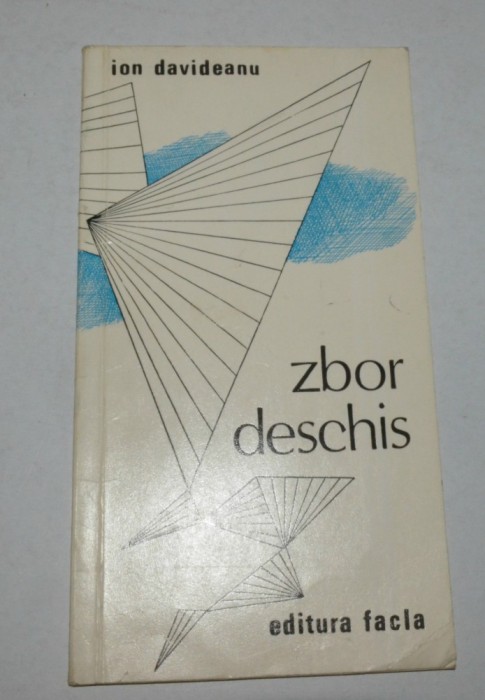 ion davideanu
zbor
deschis
editura facla